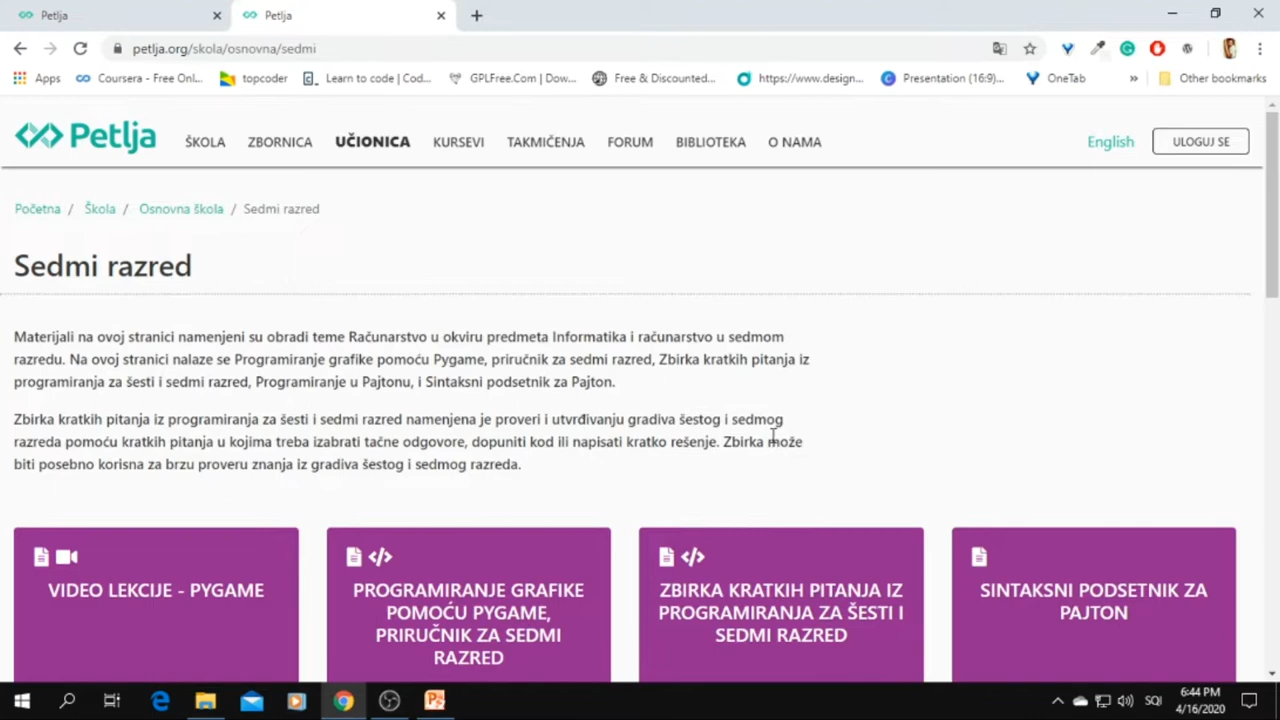 Petlja
Petlja
petlja.org/skola/osnovna/sedmi
Apps
Coursera - Free Onl...
topcoder
Learn to code | Cod...
GPLFree.Com | Dow...
Free & Discounted...
https://www.design...
Presentation (16:9)...
OneTab
»
Other bookmarks
Petlja
ŠKOLA
ZBORNICA
UČIONICA
KURSEVI
TAKMIČENJA
FORUM
BIBLIOTEKA
O NAMA
English
ULOGUJ SE
Početna / Škola / Osnovna škola / Sedmi razred
Sedmi razred
Materijali na ovoj stranici namenjeni su obradi teme Računarstvo u okviru predmeta Informatika i računarstvo u sedmom
razredu. Na ovoj stranici nalaze se Programiranje grafike pomoću Pygame, priručnik za sedmi razred, Zbirka kratkih pitanja iz
programiranja za šesti i sedmi razred, Programiranje u Pajtonu, i Sintaksni podsetnik za Pajton.
Zbirka kratkih pitanja iz programiranja za šesti i sedmi razred namenjena je proveri i utvrđivanju gradiva šestog i sedmog
razreda pomoću kratkih pitanja u kojima treba izabrati tačne odgovore, dopuniti kod ili napisati kratko rešenje. Zbirka može
biti posebno korisna za brzu proveru znanja iz gradiva šestog i sedmog razreda.
VIDEO LEKCIJE - PYGAME
PROGRAMIRANJE GRAFIKE
POMOĆU PYGAME,
PRIRUČNIK ZA SEDMI
RAZRED
ZBIRKA KRATKIH PITANJA IZ
PROGRAMIRANJA ZA ŠESTI I
SEDMI RAZRED
SINTAKSNI PODSETNIK ZA
PAJTON
SQI
6:44 PM
4/16/2020